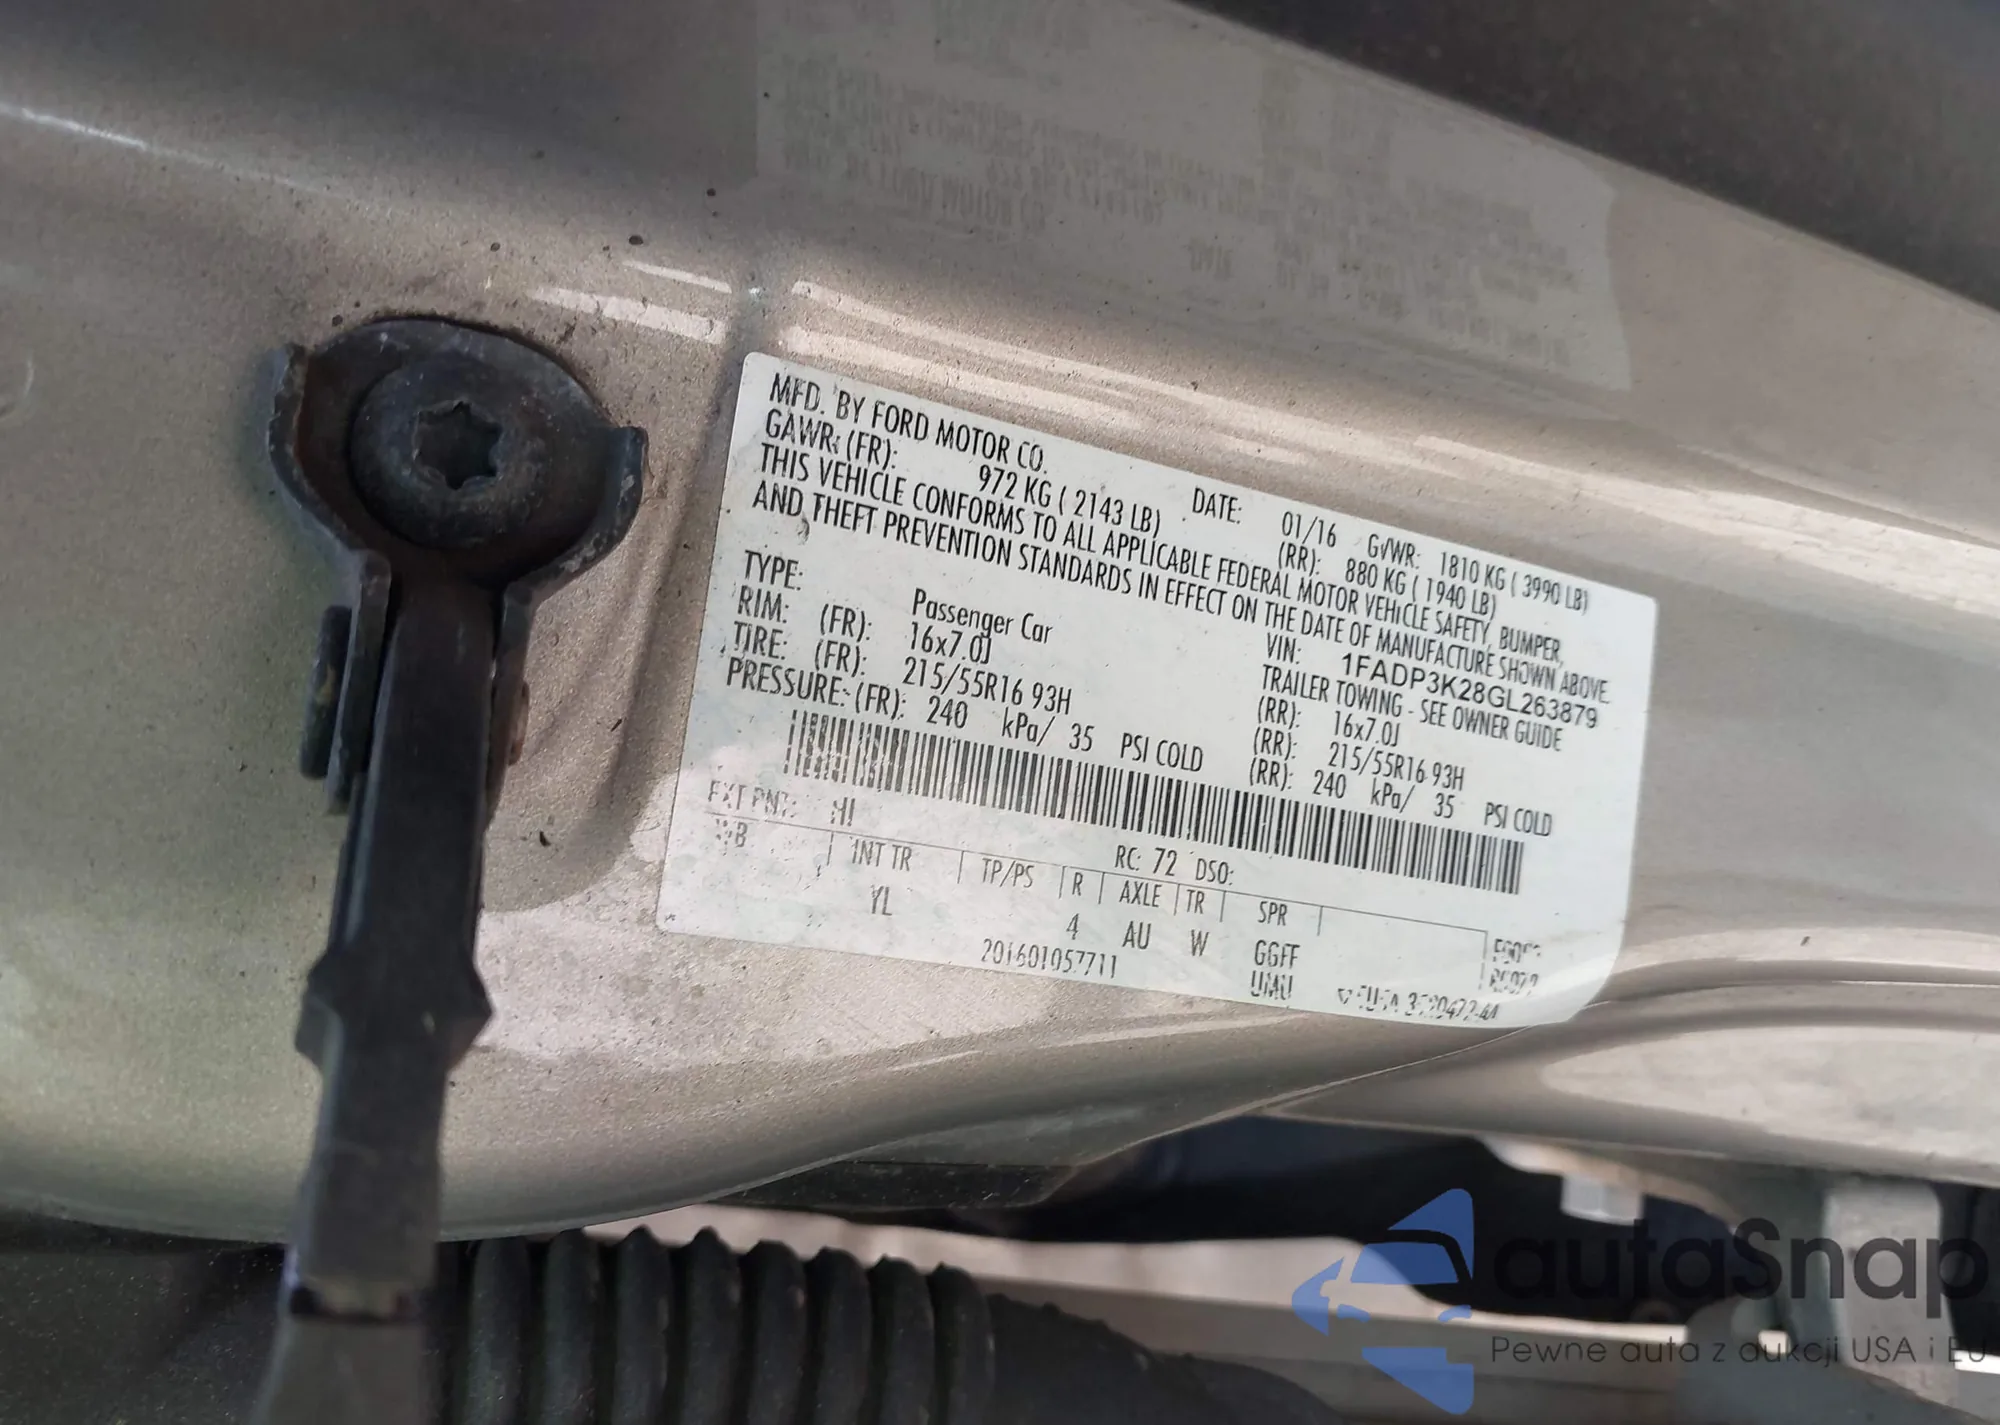 MFD. BY FORD MOTOR CO.
DATE: 01/16 GVWR: 1810 KG ( 3990 LB)
GAWR: (FR): 972 KG ( 2143 LB) (RR): 880 KG ( 1940 LB)
THIS VEHICLE CONFORMS TO ALL APPLICABLE FEDERAL MOTOR VEHICLE SAFETY, BUMPER,
AND THEFT PREVENTION STANDARDS IN EFFECT ON THE DATE OF MANUFACTURE SHOWN ABOVE.
VIN: 1FADP3K28GL263879
TYPE: Passenger Car TRAILER TOWING - SEE OWNER GUIDE
RIM: (FR): 16x7.0J (RR): 16x7.0J
TIRE: (FR): 215/55R16 93H (RR): 215/55R16 93H
PRESSURE: (FR): 240 kPa/ 35 PSI COLD (RR): 240 kPa/ 35 PSI COLD
EXT PNT: HI RC: 72 DSO:
WB INT TR TP/PS R AXLE TR SPR
YL 4 AU W GGFF
201601057711 UMU
autaSnap
Pewne auta z aukcji USA i EU